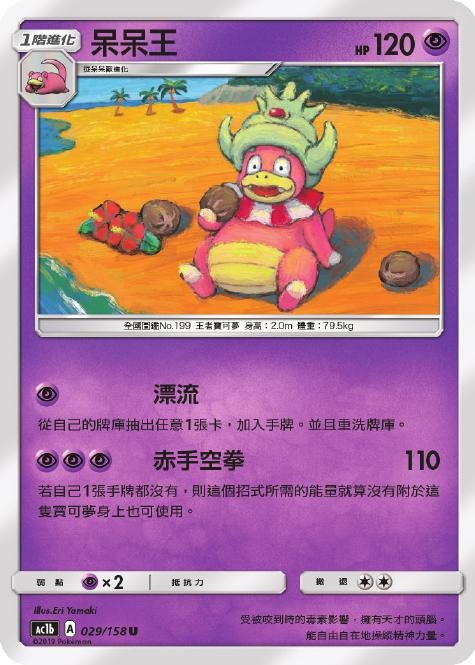 1階進化 呆呆王 HP 120
從呆呆獸進化
全國圖鑑No.199 王者寶可夢 身高：2.0m 體重：79.5kg
漂流
從自己的牌庫抽出任意1張卡，加入手牌。並且重洗牌庫。
赤手空拳 110
若自己1張手牌都沒有，則這個招式所需的能量就算沒有附於這
隻寶可夢身上也可使用。
弱點 ×2 抵抗力 撤退
Illus.Eri Yamaki
ac1b A 029/158 U
©2019 Pokémon
受被咬到時的毒素影響，擁有天才的頭腦。
能自由自在地操縱精神力量。